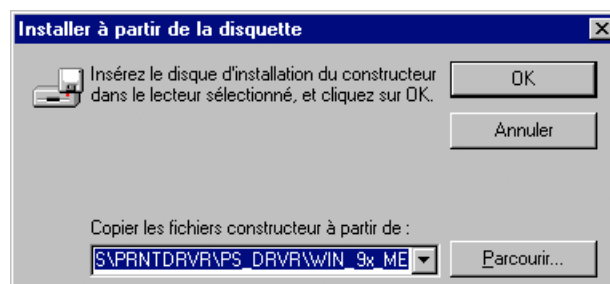 Installer à partir de la disquette
Insérez le disque d'installation du constructeur
dans le lecteur sélectionné, et cliquez sur OK.
OK
Annuler
Copier les fichiers constructeur à partir de :
S\PRNTDRVR\PS_DRVR\WIN_9x_ME
Parcourir...